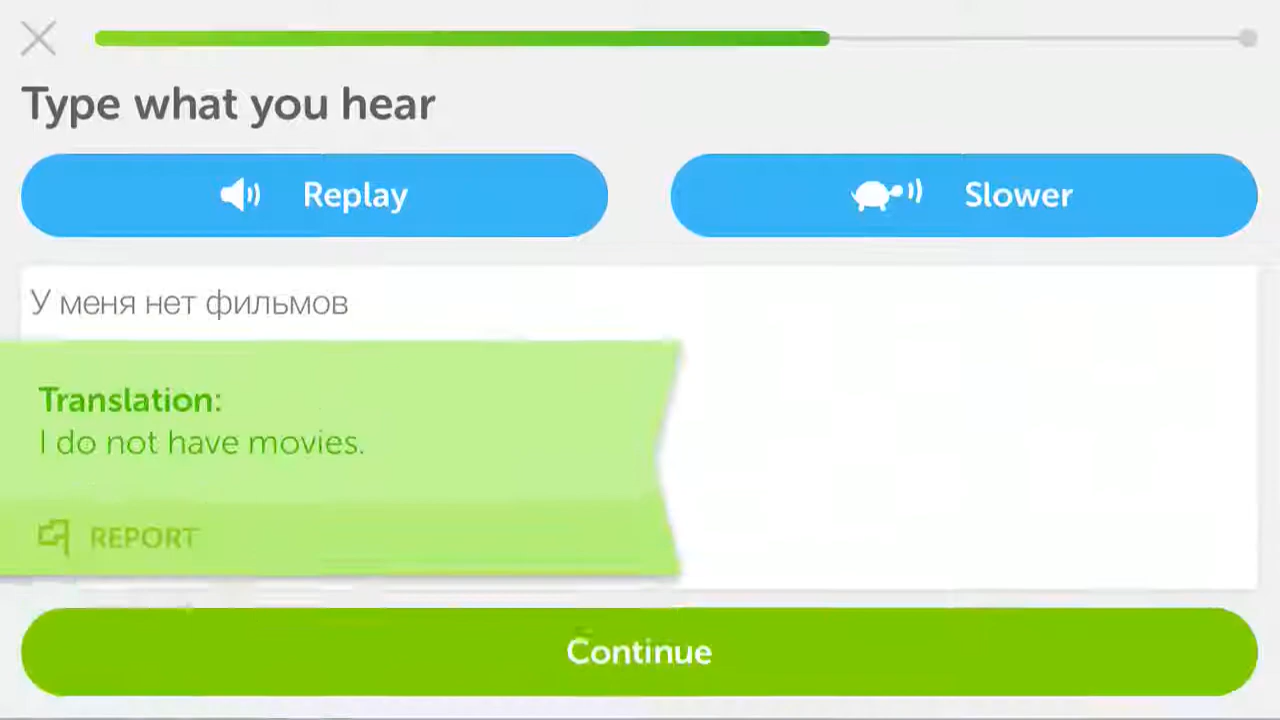 Type what you hear
Replay
Slower
У меня нет фильмов
Translation:
I do not have movies.
REPORT
Continue